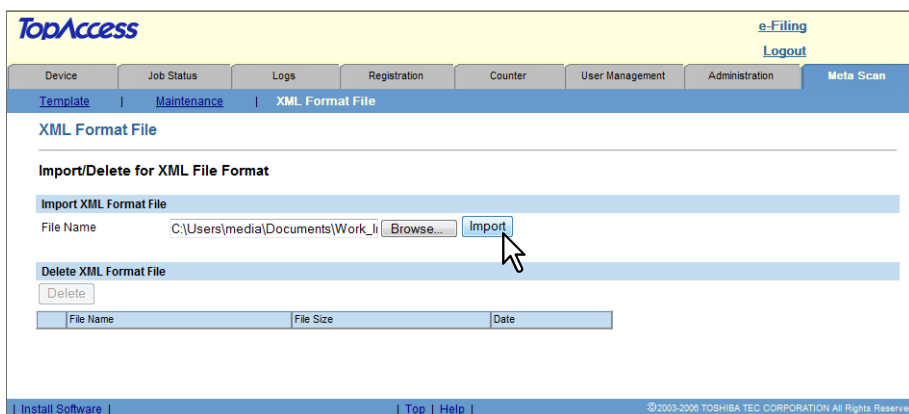 TopAccess
e-Filing
Logout
Device Job Status Logs Registration Counter User Management Administration Meta Scan
Template | Maintenance | XML Format File
XML Format File
Import/Delete for XML File Format
Import XML Format File
File Name C:\Users\media\Documents\Work_I Browse... Import
Delete XML Format File
Delete
File Name File Size Date
| Install Software | | Top | Help | ©2003-2006 TOSHIBA TEC CORPORATION All Rights Reserve